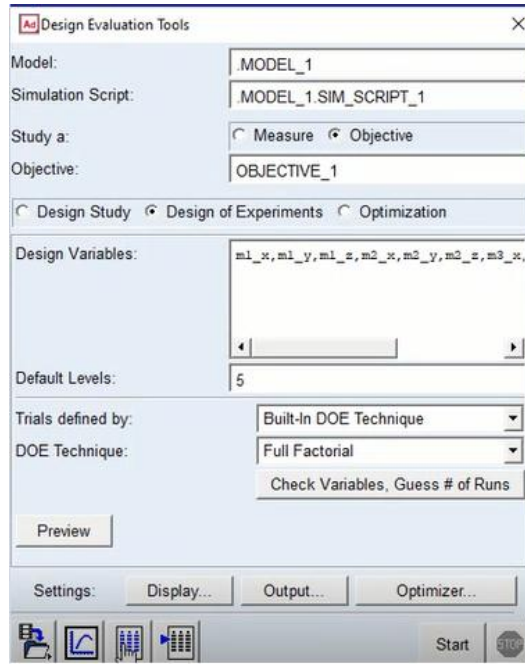 Ad Design Evaluation Tools
Model: .MODEL_1
Simulation Script: .MODEL_1.SIM_SCRIPT_1
Study a: Measure Objective
Objective: OBJECTIVE_1
Design Study Design of Experiments Optimization
Design Variables: m1_x,m1_y,m1_z,m2_x,m2_y,m2_z,m3_x,
Default Levels: 5
Trials defined by: Built-In DOE Technique
DOE Technique: Full Factorial
Check Variables, Guess # of Runs
Preview
Settings: Display... Output... Optimizer...
Start STOP